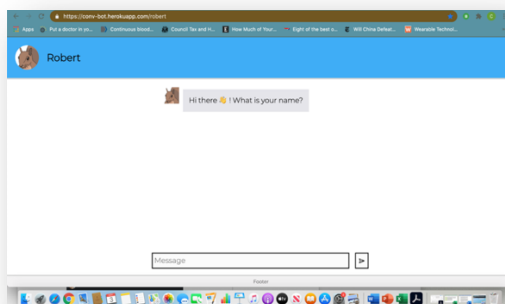 https://conv-bot.herokuapp.com/robert
Apps Put a doctor in yo... Continuous blood... Council Tax and H... How Much of Your... Eight of the best o... Will China Defeat... Wearable Technol...
Robert
Hi there 👋 ! What is your name?
Message
Footer